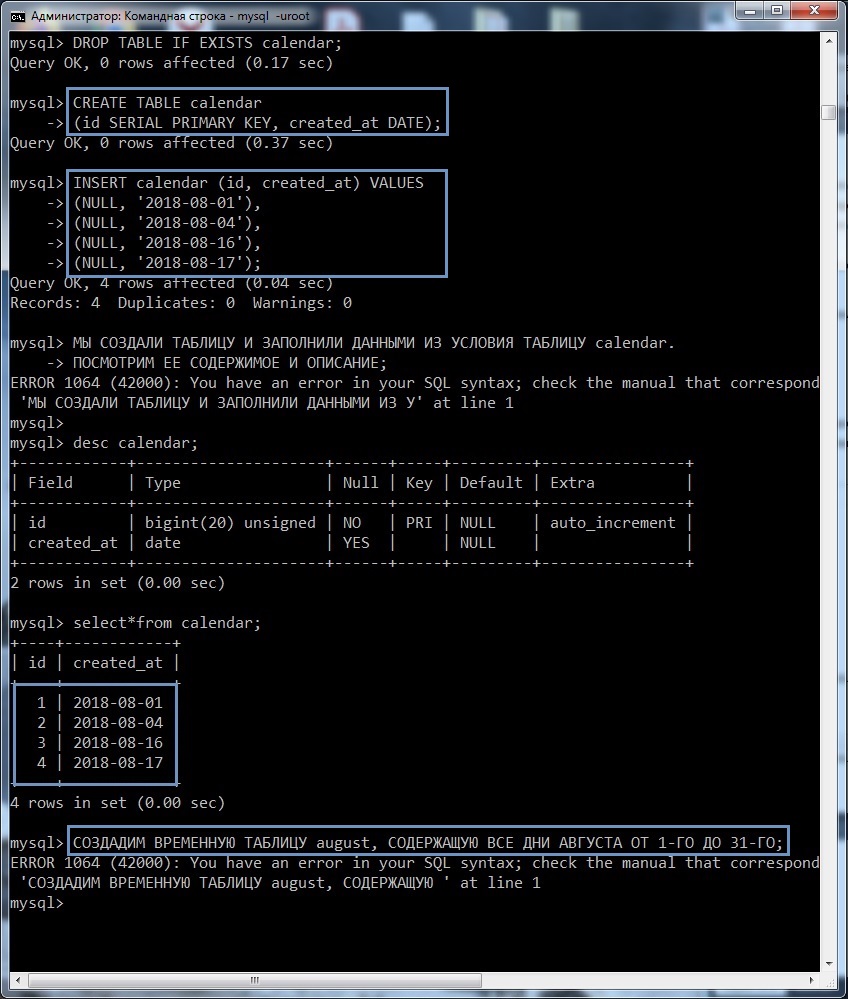 Администратор: Командная строка - mysql -uroot
mysql> DROP TABLE IF EXISTS calendar;
Query OK, 0 rows affected (0.17 sec)
mysql> CREATE TABLE calendar
    -> (id SERIAL PRIMARY KEY, created_at DATE);
Query OK, 0 rows affected (0.37 sec)
mysql> INSERT calendar (id, created_at) VALUES
    -> (NULL, '2018-08-01'),
    -> (NULL, '2018-08-04'),
    -> (NULL, '2018-08-16'),
    -> (NULL, '2018-08-17');
Query OK, 4 rows affected (0.04 sec)
Records: 4  Duplicates: 0  Warnings: 0
mysql> МЫ СОЗДАЛИ ТАБЛИЦУ И ЗАПОЛНИЛИ ДАННЫМИ ИЗ УСЛОВИЯ ТАБЛИЦУ calendar.
    -> ПОСМОТРИМ ЕЕ СОДЕРЖИМОЕ И ОПИСАНИЕ;
ERROR 1064 (42000): You have an error in your SQL syntax; check the manual that correspond
 'МЫ СОЗДАЛИ ТАБЛИЦУ И ЗАПОЛНИЛИ ДАННЫМИ ИЗ У' at line 1
mysql>
mysql> desc calendar;
+------------+---------------------+------+-----+---------+----------------+
| Field      | Type                | Null | Key | Default | Extra          |
+------------+---------------------+------+-----+---------+----------------+
| id         | bigint(20) unsigned | NO   | PRI | NULL    | auto_increment |
| created_at | date                | YES  |     | NULL    |                |
+------------+---------------------+------+-----+---------+----------------+
2 rows in set (0.00 sec)
mysql> select*from calendar;
+----+------------+
| id | created_at |
1 | 2018-08-01
2 | 2018-08-04
3 | 2018-08-16
4 | 2018-08-17
4 rows in set (0.00 sec)
mysql> СОЗДАДИМ ВРЕМЕННУЮ ТАБЛИЦУ august, СОДЕРЖАЩУЮ ВСЕ ДНИ АВГУСТА ОТ 1-ГО ДО 31-ГО;
ERROR 1064 (42000): You have an error in your SQL syntax; check the manual that correspond
 'СОЗДАДИМ ВРЕМЕННУЮ ТАБЛИЦУ august, СОДЕРЖАЩУЮ ' at line 1
mysql>